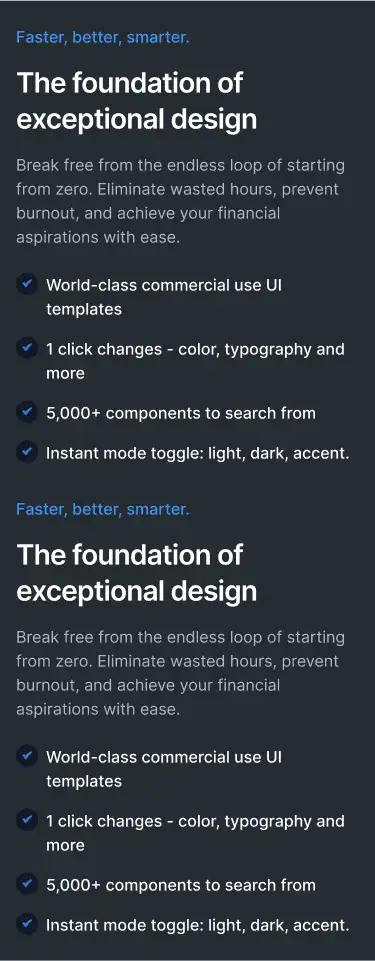 Faster, better, smarter.
The foundation of
exceptional design
Break free from the endless loop of starting
from zero. Eliminate wasted hours, prevent
burnout, and achieve your financial
aspirations with ease.
World-class commercial use UI
templates
1 click changes - color, typography and
more
5,000+ components to search from
Instant mode toggle: light, dark, accent.
Faster, better, smarter.
The foundation of
exceptional design
Break free from the endless loop of starting
from zero. Eliminate wasted hours, prevent
burnout, and achieve your financial
aspirations with ease.
World-class commercial use UI
templates
1 click changes - color, typography and
more
5,000+ components to search from
Instant mode toggle: light, dark, accent.